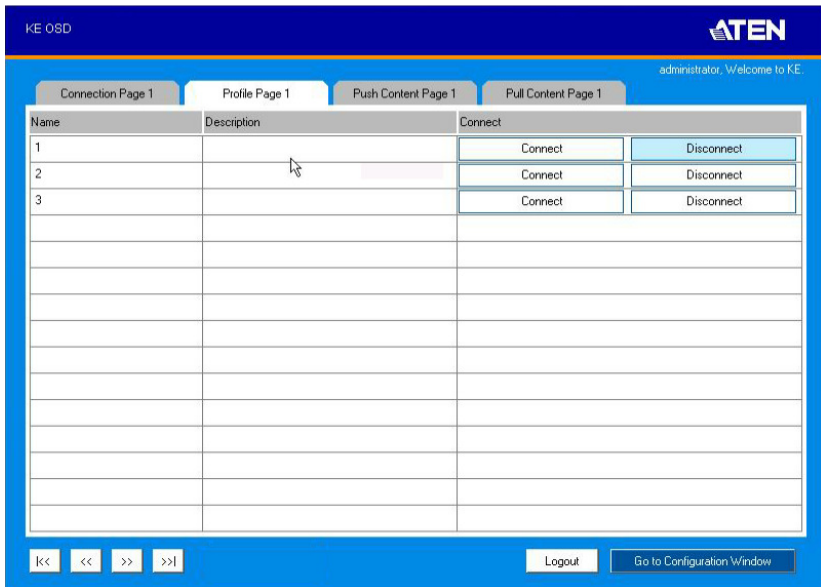 KE OSD
ATEN
administrator, Welcome to KE.
Connection Page 1 Profile Page 1 Push Content Page 1 Pull Content Page 1
Name Description Connect
1 Connect Disconnect
2 Connect Disconnect
3 Connect Disconnect
|<< << >> >>| Logout Go to Configuration Window